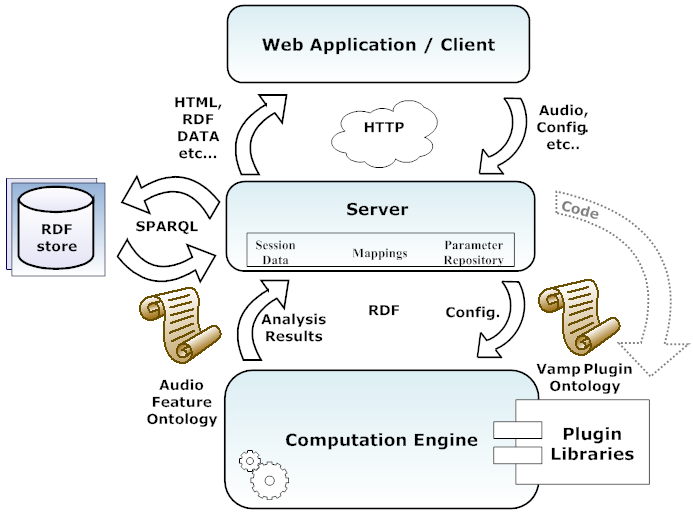 Web Application / Client
HTML,
RDF
DATA
etc...
HTTP
Audio,
Config.
etc..
Server
Session
Data
Mappings
Parameter
Repository
RDF
store
SPARQL
Code
Analysis
Results
RDF
Config.
Audio
Feature
Ontology
Vamp Plugin
Ontology
Computation Engine
Plugin
Libraries